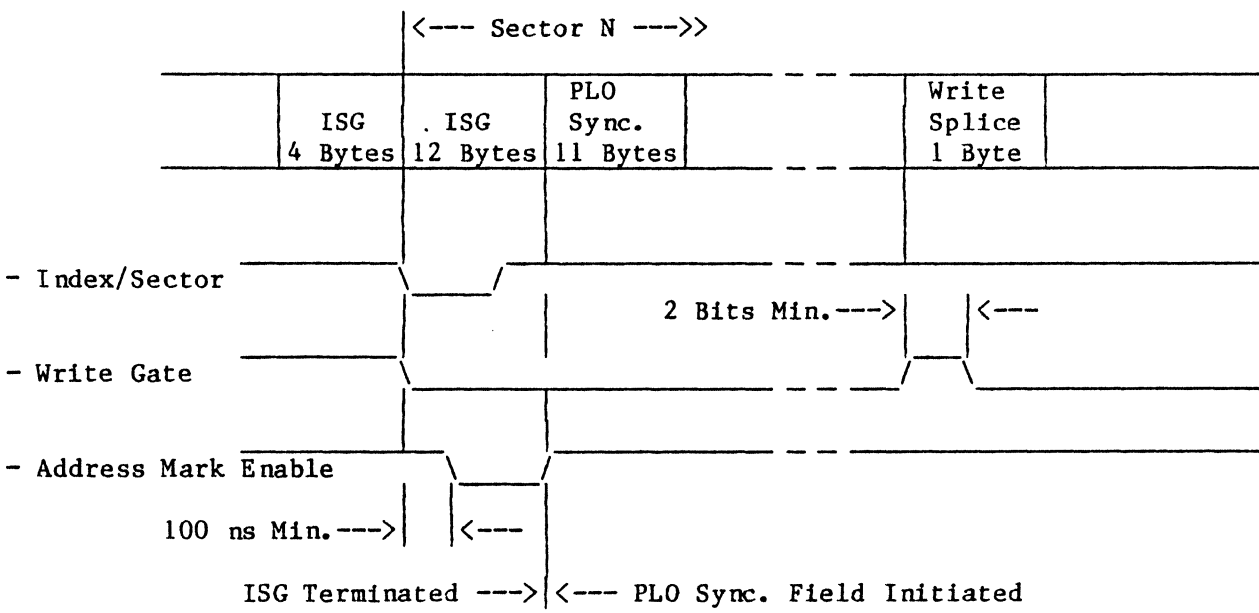 <--- Sector N --->>
PLO Write
ISG . ISG Sync. Splice
4 Bytes 12 Bytes 11 Bytes 1 Byte
- Index/Sector
2 Bits Min.---> <---
- Write Gate
- Address Mark Enable
100 ns Min.---> <---
ISG Terminated ---> <--- PLO Sync. Field Initiated